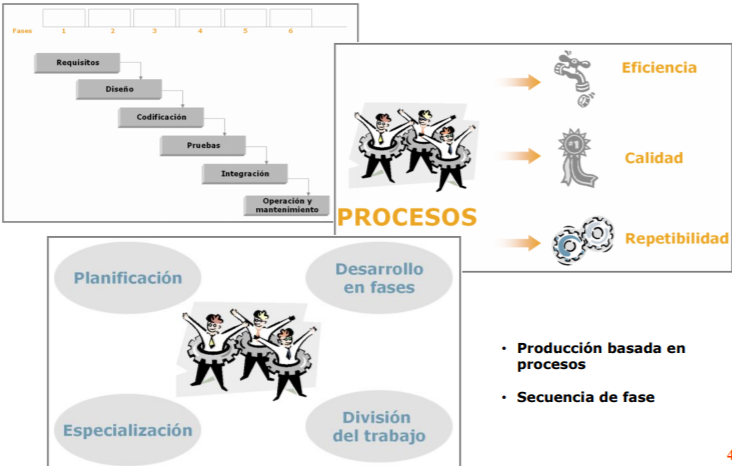 Fases 1 2 3 4 5 6
Requisitos
Diseño
Codificación
Pruebas
Integración
Operación y
mantenimiento
PROCESOS
Eficiencia
#1
Calidad
Repetibilidad
Planificación
Desarrollo
en fases
Especialización
División
del trabajo
• Producción basada en
procesos
• Secuencia de fase
4